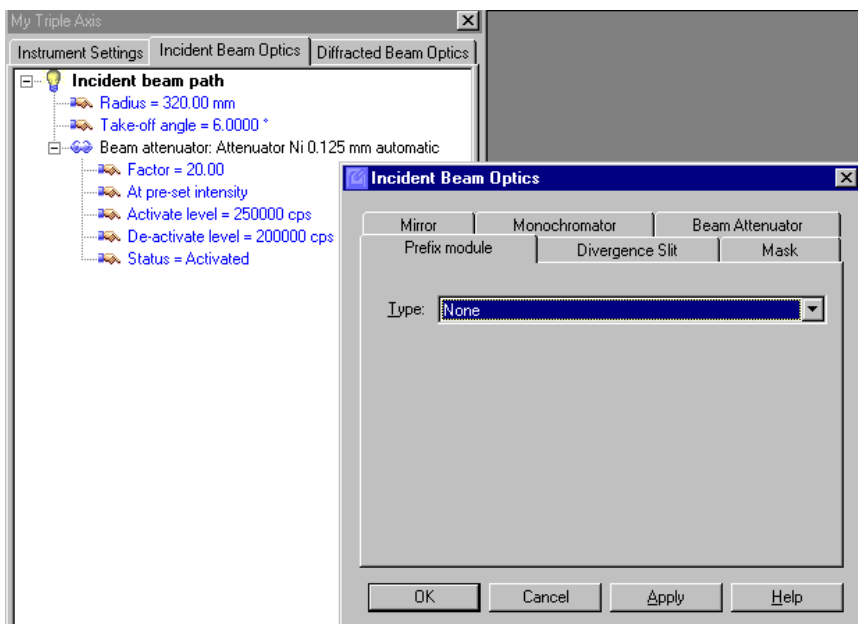 My Triple Axis
Instrument Settings Incident Beam Optics Diffracted Beam Optics
Incident beam path
Radius = 320.00 mm
Take-off angle = 6.0000 °
Beam attenuator: Attenuator Ni 0.125 mm automatic
Factor = 20.00
At pre-set intensity
Activate level = 250000 cps
De-activate level = 200000 cps
Status = Activated
Incident Beam Optics
Mirror Monochromator Beam Attenuator
Prefix module Divergence Slit Mask
Type: None
OK Cancel Apply Help